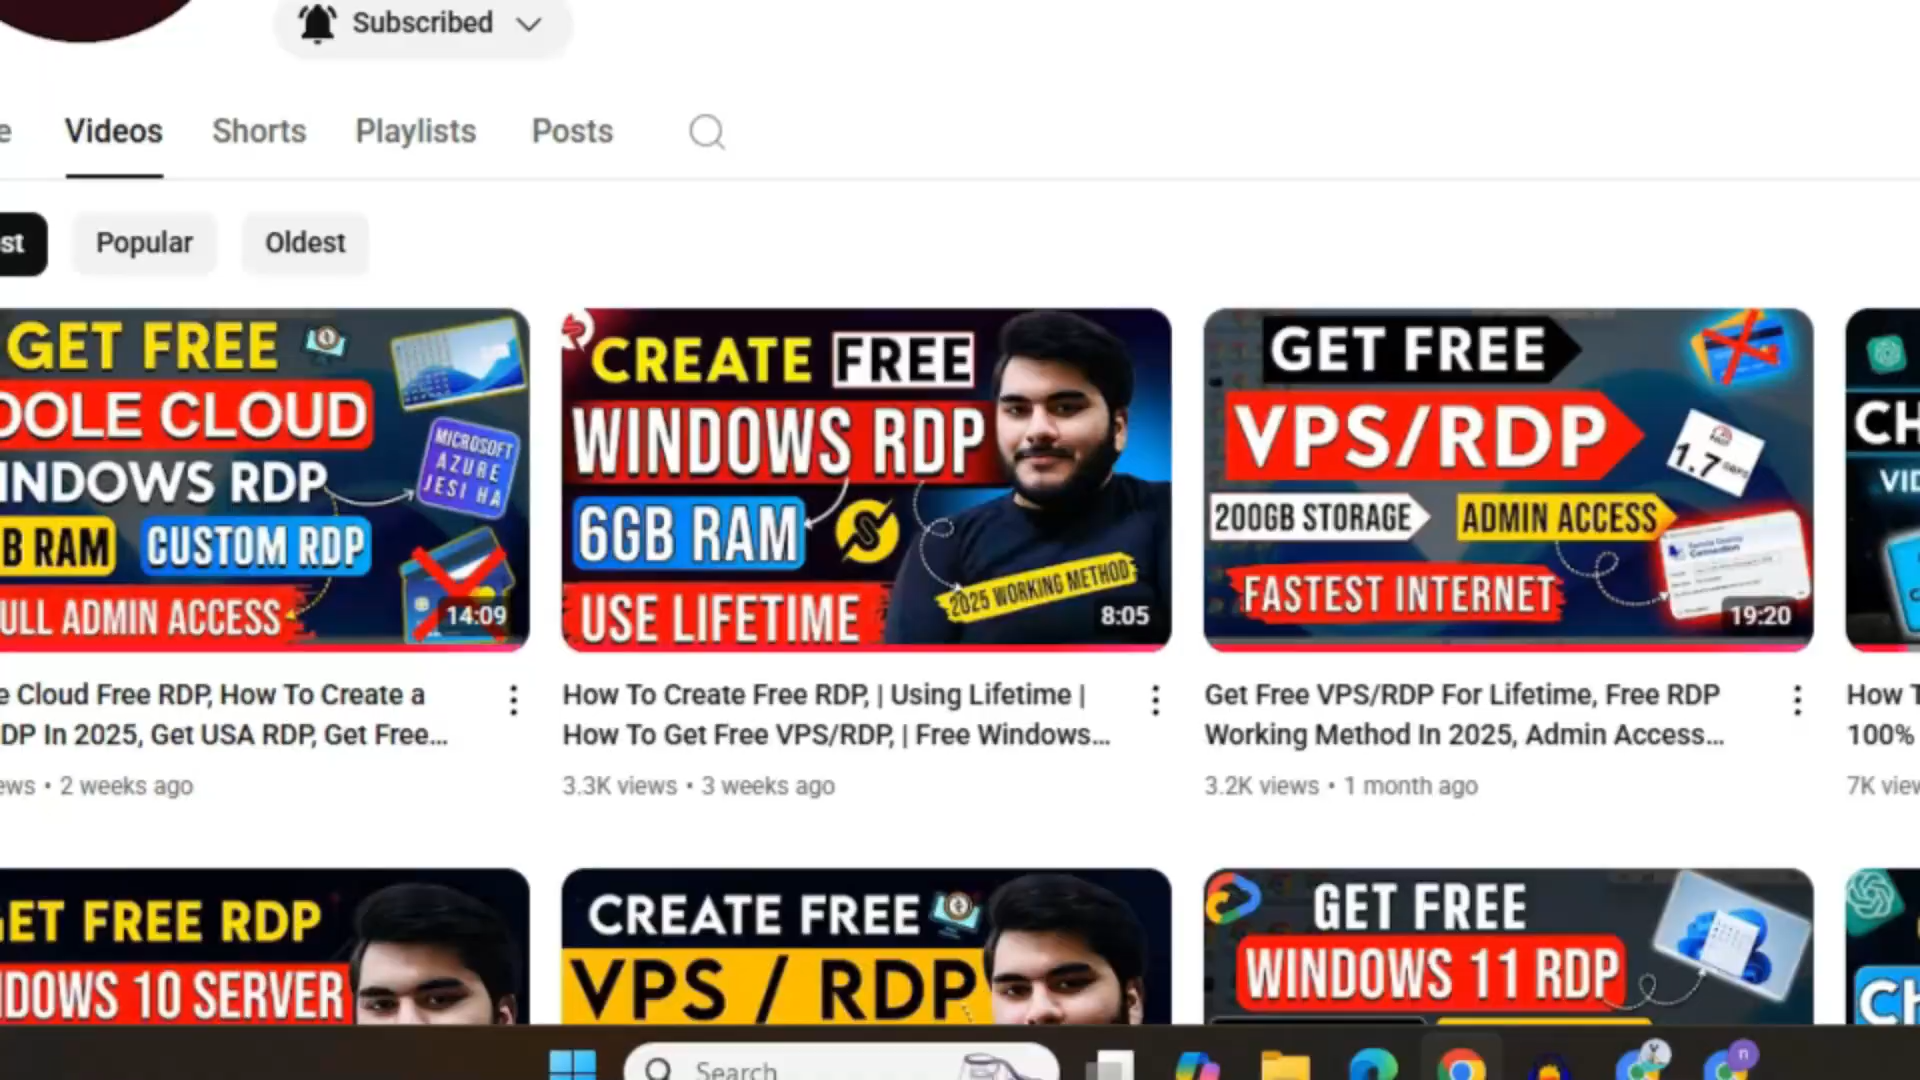 Subscribed
Videos Shorts Playlists Posts
Popular Oldest
GET FREE
CLOUD
RDP
RAM
CUSTOM RDP
ADMIN ACCESS
MICROSOFT
AZURE
JESI HA
14:09
CREATE FREE
WINDOWS RDP
6GB RAM
USE LIFETIME
2025 WORKING METHOD
8:05
GET FREE
VPS/RDP
200GB STORAGE
ADMIN ACCESS
FASTEST INTERNET
1.7
19:20
Cloud Free RDP, How To Create a
In 2025, Get USA RDP, Get Free...
2 weeks ago
How To Create Free RDP, | Using Lifetime |
How To Get Free VPS/RDP, | Free Windows...
3.3K views • 3 weeks ago
Get Free VPS/RDP For Lifetime, Free RDP
Working Method In 2025, Admin Access...
3.2K views • 1 month ago
How
100%
7K
FREE RDP
10 SERVER
CREATE FREE
VPS / RDP
GET FREE
WINDOWS 11 RDP
Search
n